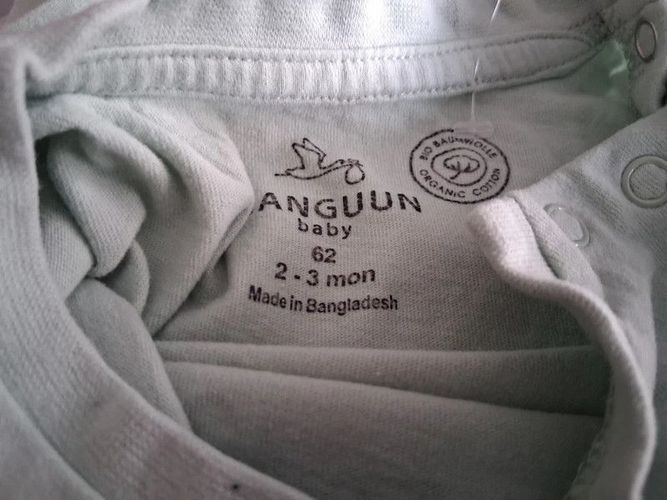 ANGUUN
baby
62
2 - 3 mon
Made in Bangladesh
BIO BAUMWOLLE
ORGANIC COTTON